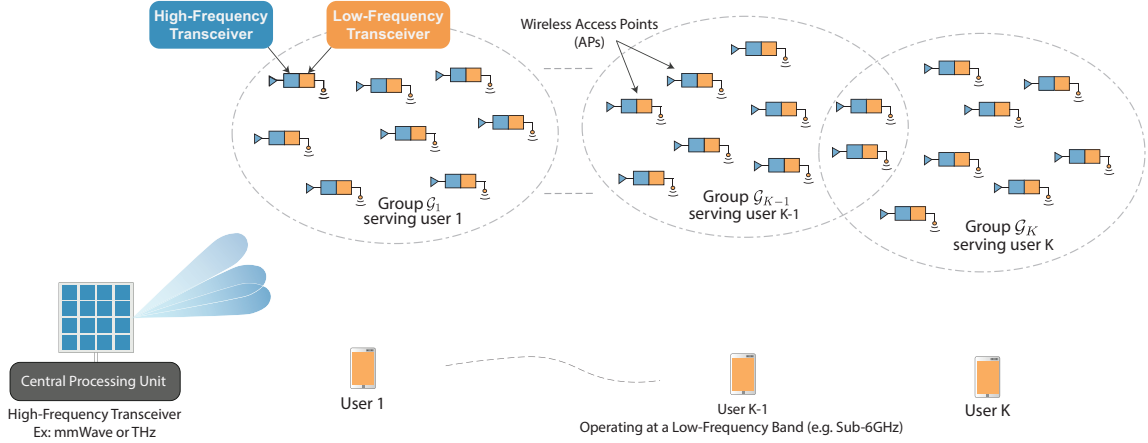 High-Frequency
Transceiver
Low-Frequency
Transceiver
Wireless Access Points
(APs)
Group 𝒢₁
serving user 1
Group 𝒢_{K−1}
serving user K-1
Group 𝒢_K
serving user K
Central Processing Unit
High-Frequency Transceiver
Ex: mmWave or THz
User 1
User K-1
User K
Operating at a Low-Frequency Band (e.g. Sub-6GHz)